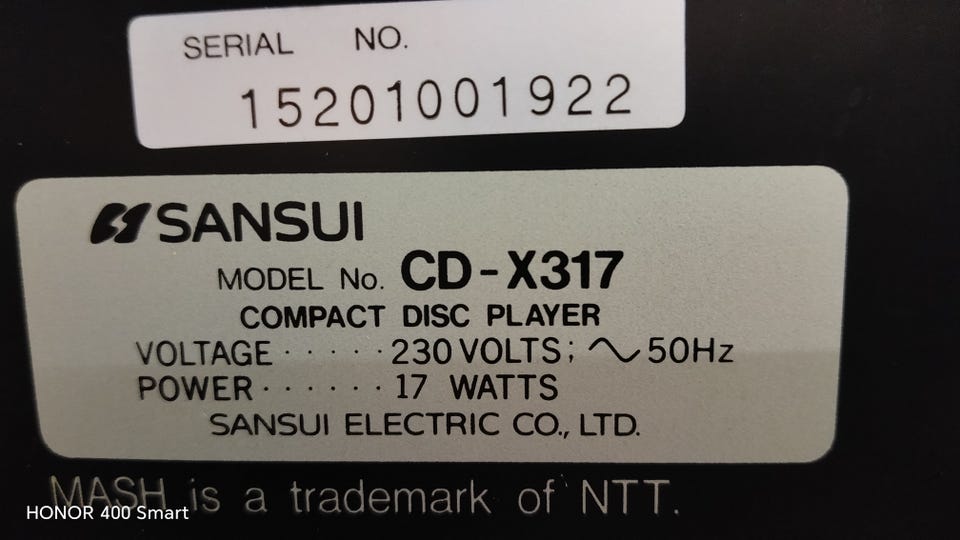 SERIAL NO.
15201001922
SANSUI
MODEL No. CD-X317
COMPACT DISC PLAYER
VOLTAGE · · · · · 230 VOLTS; ∿ 50Hz
POWER · · · · · · 17 WATTS
SANSUI ELECTRIC CO., LTD.
MASH is a trademark of NTT.
HONOR 400 Smart